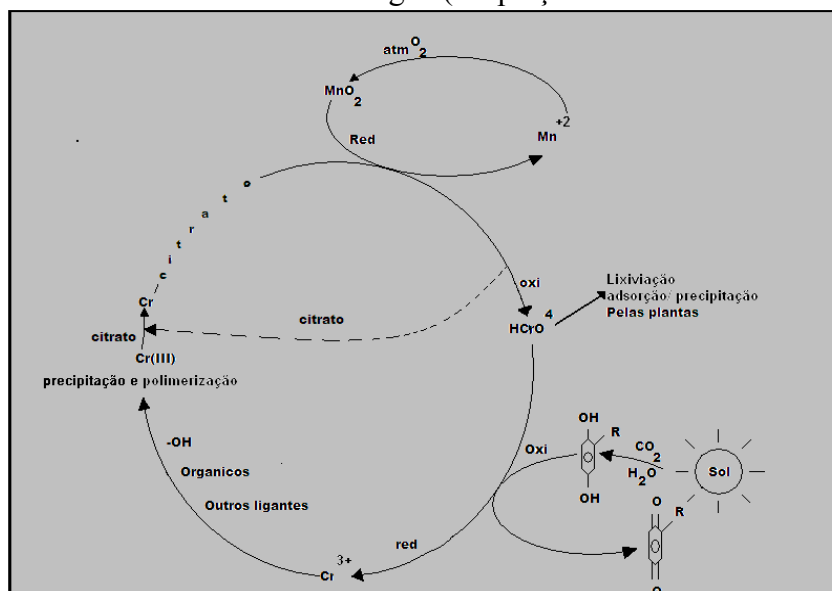 atm O2
MnO2
Red
Mn +2
citrato
Cr
oxi
citrato
HCrO 4
Lixiviação
adsorção/ precipitação
Pelas plantas
citrato
Cr(III)
precipitação e polimerização
-OH
Organicos
Outros ligantes
Cr 3+
red
Oxi
OH
R
OH
CO2
H2O
Sol
O
R
O